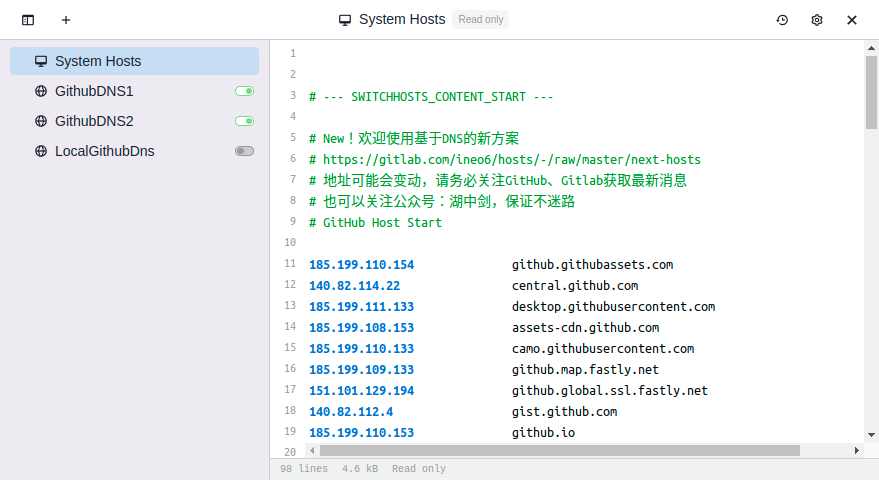 System Hosts Read only
System Hosts
GithubDNS1
GithubDNS2
LocalGithubDns
1
2
3 # --- SWITCHHOSTS_CONTENT_START ---
4
5 # New！欢迎使用基于DNS的新方案
6 # https://gitlab.com/ineo6/hosts/-/raw/master/next-hosts
7 # 地址可能会变动，请务必关注GitHub、Gitlab获取最新消息
8 # 也可以关注公众号：湖中剑，保证不迷路
9 # GitHub Host Start
10
11 185.199.110.154 github.githubassets.com
12 140.82.114.22 central.github.com
13 185.199.111.133 desktop.githubusercontent.com
14 185.199.108.153 assets-cdn.github.com
15 185.199.110.133 camo.githubusercontent.com
16 185.199.109.133 github.map.fastly.net
17 151.101.129.194 github.global.ssl.fastly.net
18 140.82.112.4 gist.github.com
19 185.199.110.153 github.io
20
98 lines 4.6 kB Read only